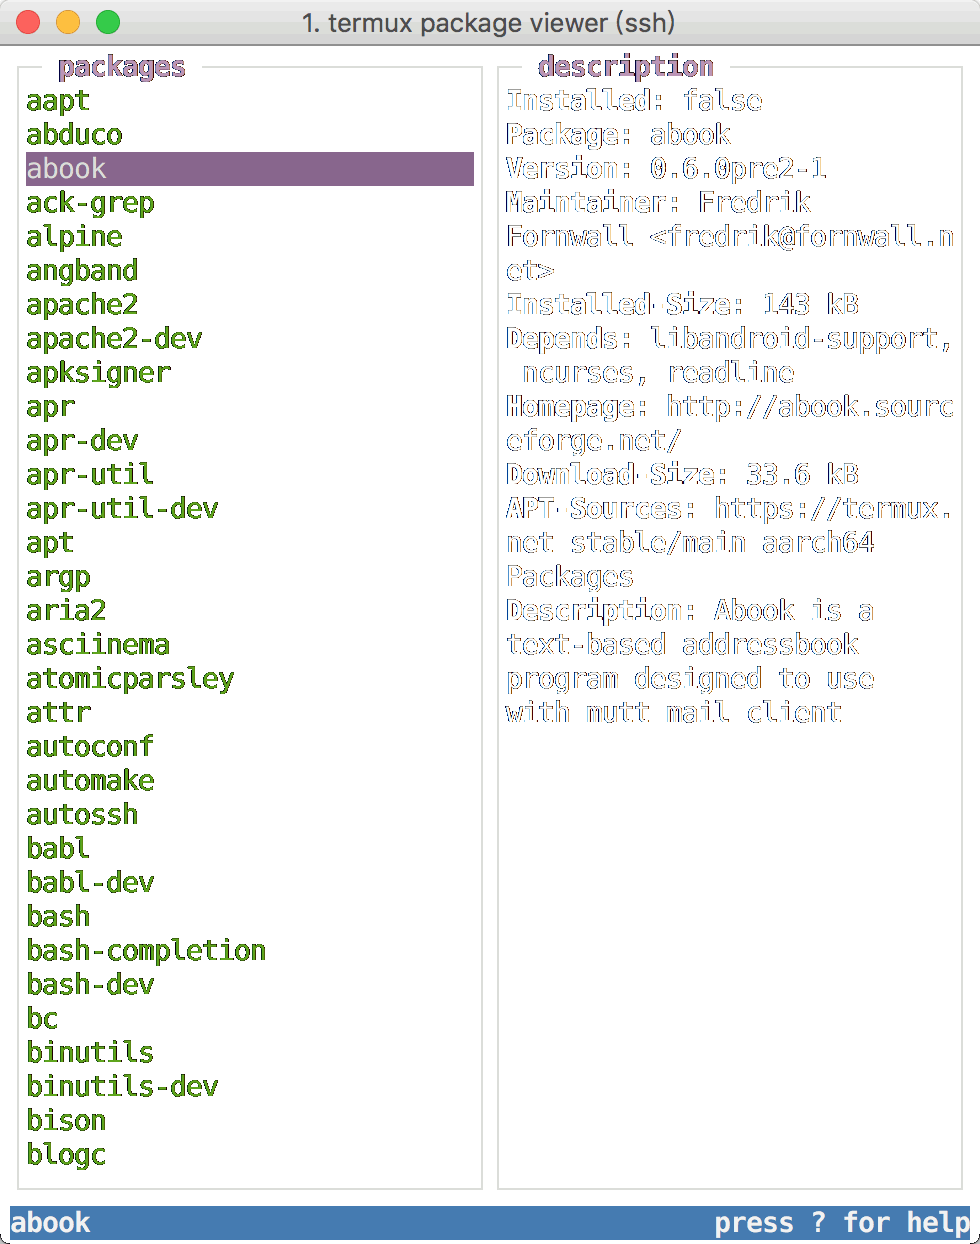 1. termux package viewer (ssh)
packages
aapt
abduco
abook
ack-grep
alpine
angband
apache2
apache2-dev
apksigner
apr
apr-dev
apr-util
apr-util-dev
apt
argp
aria2
asciinema
atomicparsley
attr
autoconf
automake
autossh
babl
babl-dev
bash
bash-completion
bash-dev
bc
binutils
binutils-dev
bison
blogc
description
Installed: false
Package: abook
Version: 0.6.0pre2-1
Maintainer: Fredrik
Fornwall <fredrik@fornwall.n
et>
Installed-Size: 143 kB
Depends: libandroid-support,
ncurses, readline
Homepage: http://abook.sourc
eforge.net/
Download-Size: 33.6 kB
APT-Sources: https://termux.
net stable/main aarch64
Packages
Description: Abook is a
text-based addressbook
program designed to use
with mutt mail client
abook
press ? for help